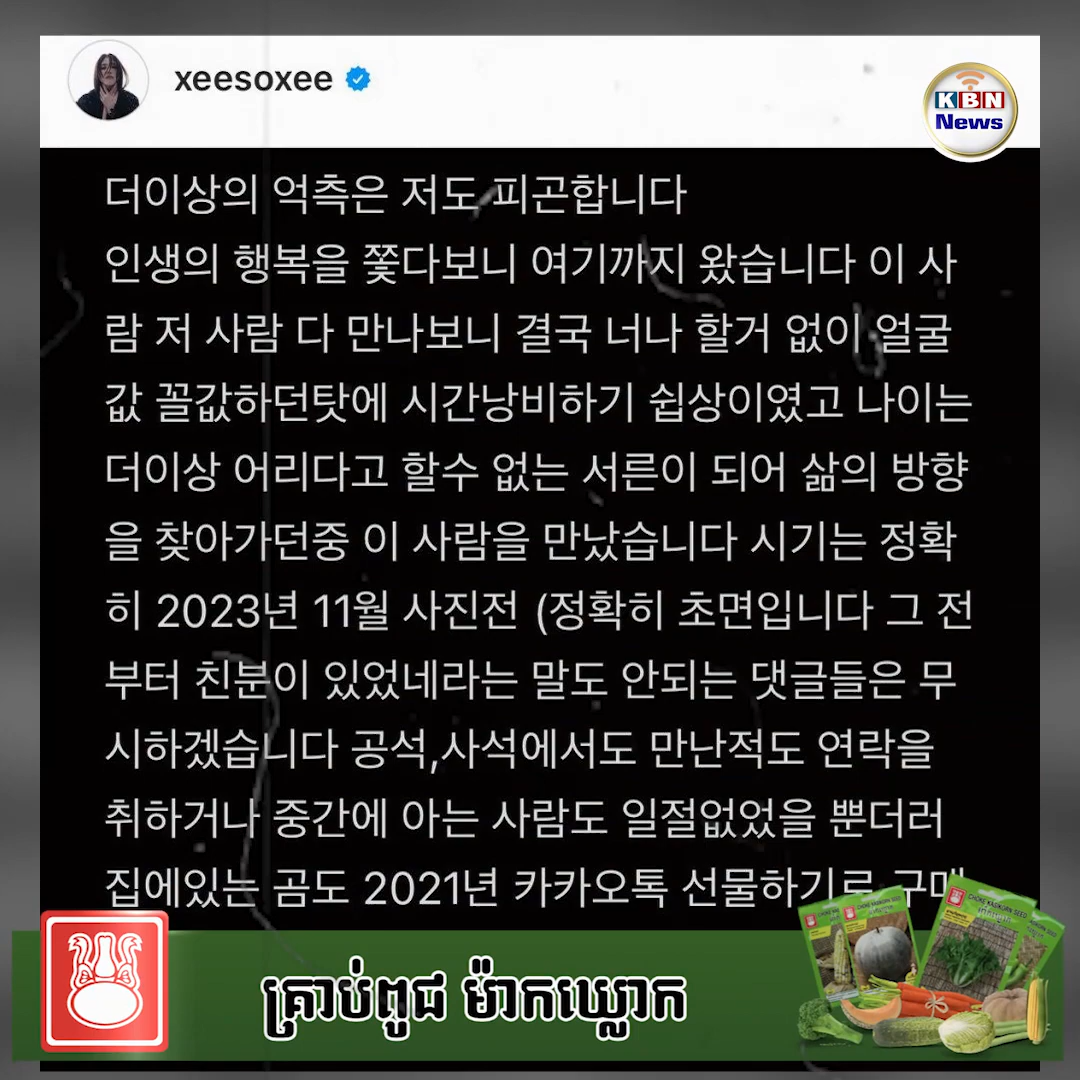 xeesoxee
KBN
News
더이상의 억측은 저도 피곤합니다
인생의 행복을 쫓다보니 여기까지 왔습니다 이 사
람 저 사람 다 만나보니 결국 너나 할거 없이 얼굴
값 꼴값하던탓에 시간낭비하기 쉽상이였고 나이는
더이상 어리다고 할수 없는 서른이 되어 삶의 방향
을 찾아가던중 이 사람을 만났습니다 시기는 정확
히 2023년 11월 사진전 (정확히 초면입니다 그 전
부터 친분이 있었네라는 말도 안되는 댓글들은 무
시하겠습니다 공석,사석에서도 만난적도 연락을
취하거나 중간에 아는 사람도 일절없었을 뿐더러
집에있는 곰도 2021년 카카오톡 선물하기로 구매
គ្រាប់ពូជ ម៉ាកឃ្លោក